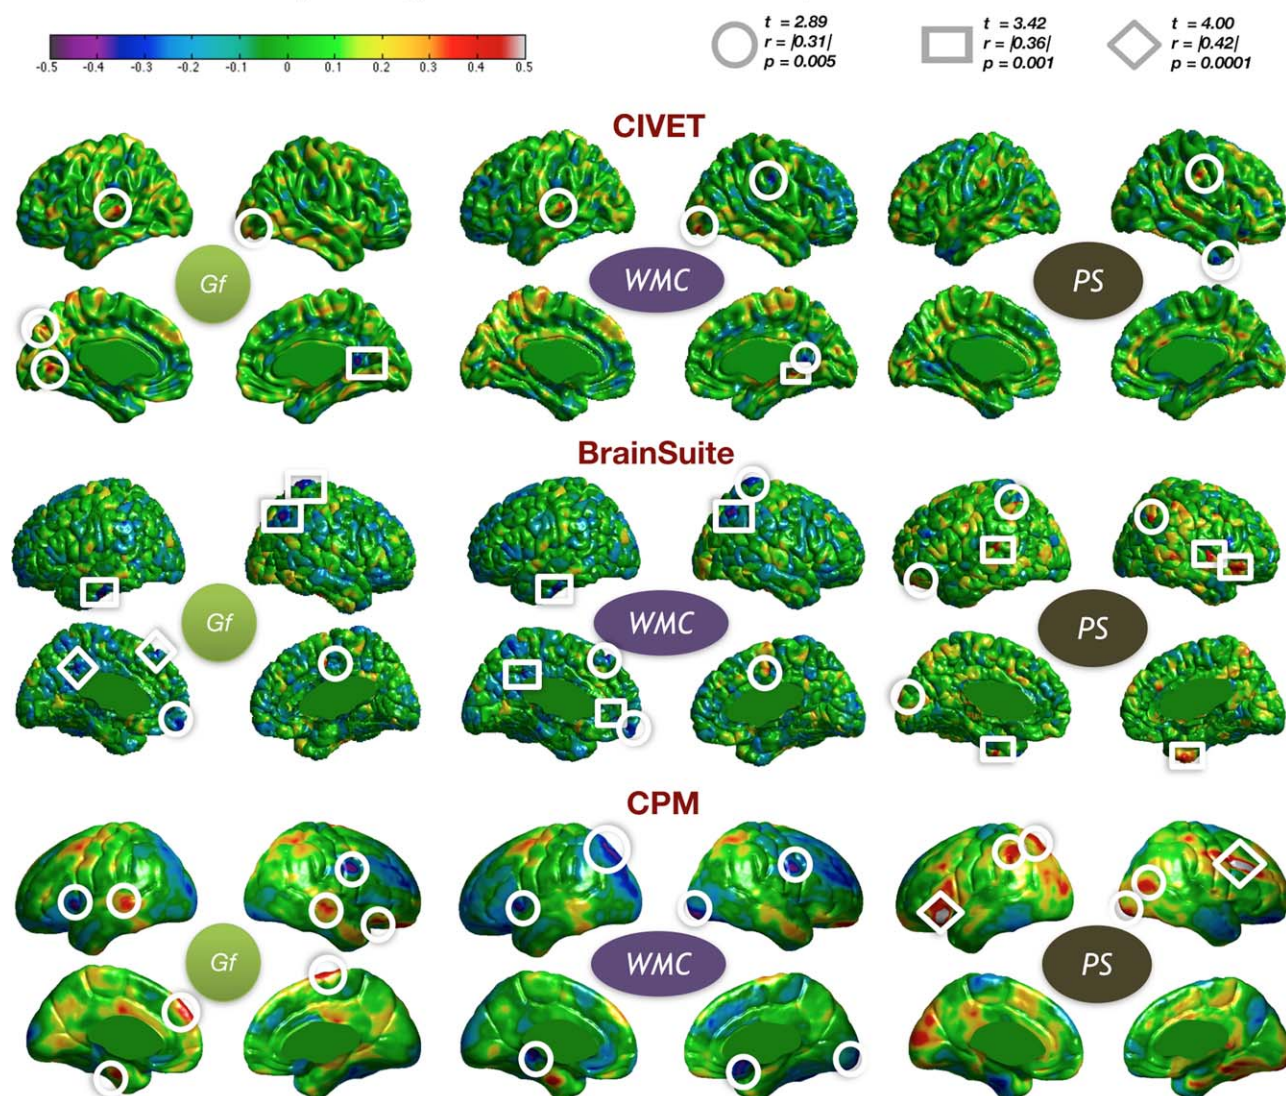 t = 2.89
r = |0.31|
p = 0.005
t = 3.42
r = |0.36|
p = 0.001
t = 4.00
r = |0.42|
p = 0.0001
-0.5 -0.4 -0.3 -0.2 -0.1 0 0.1 0.2 0.3 0.4 0.5
CIVET
Gf
WMC
PS
BrainSuite
Gf
WMC
PS
CPM
Gf
WMC
PS